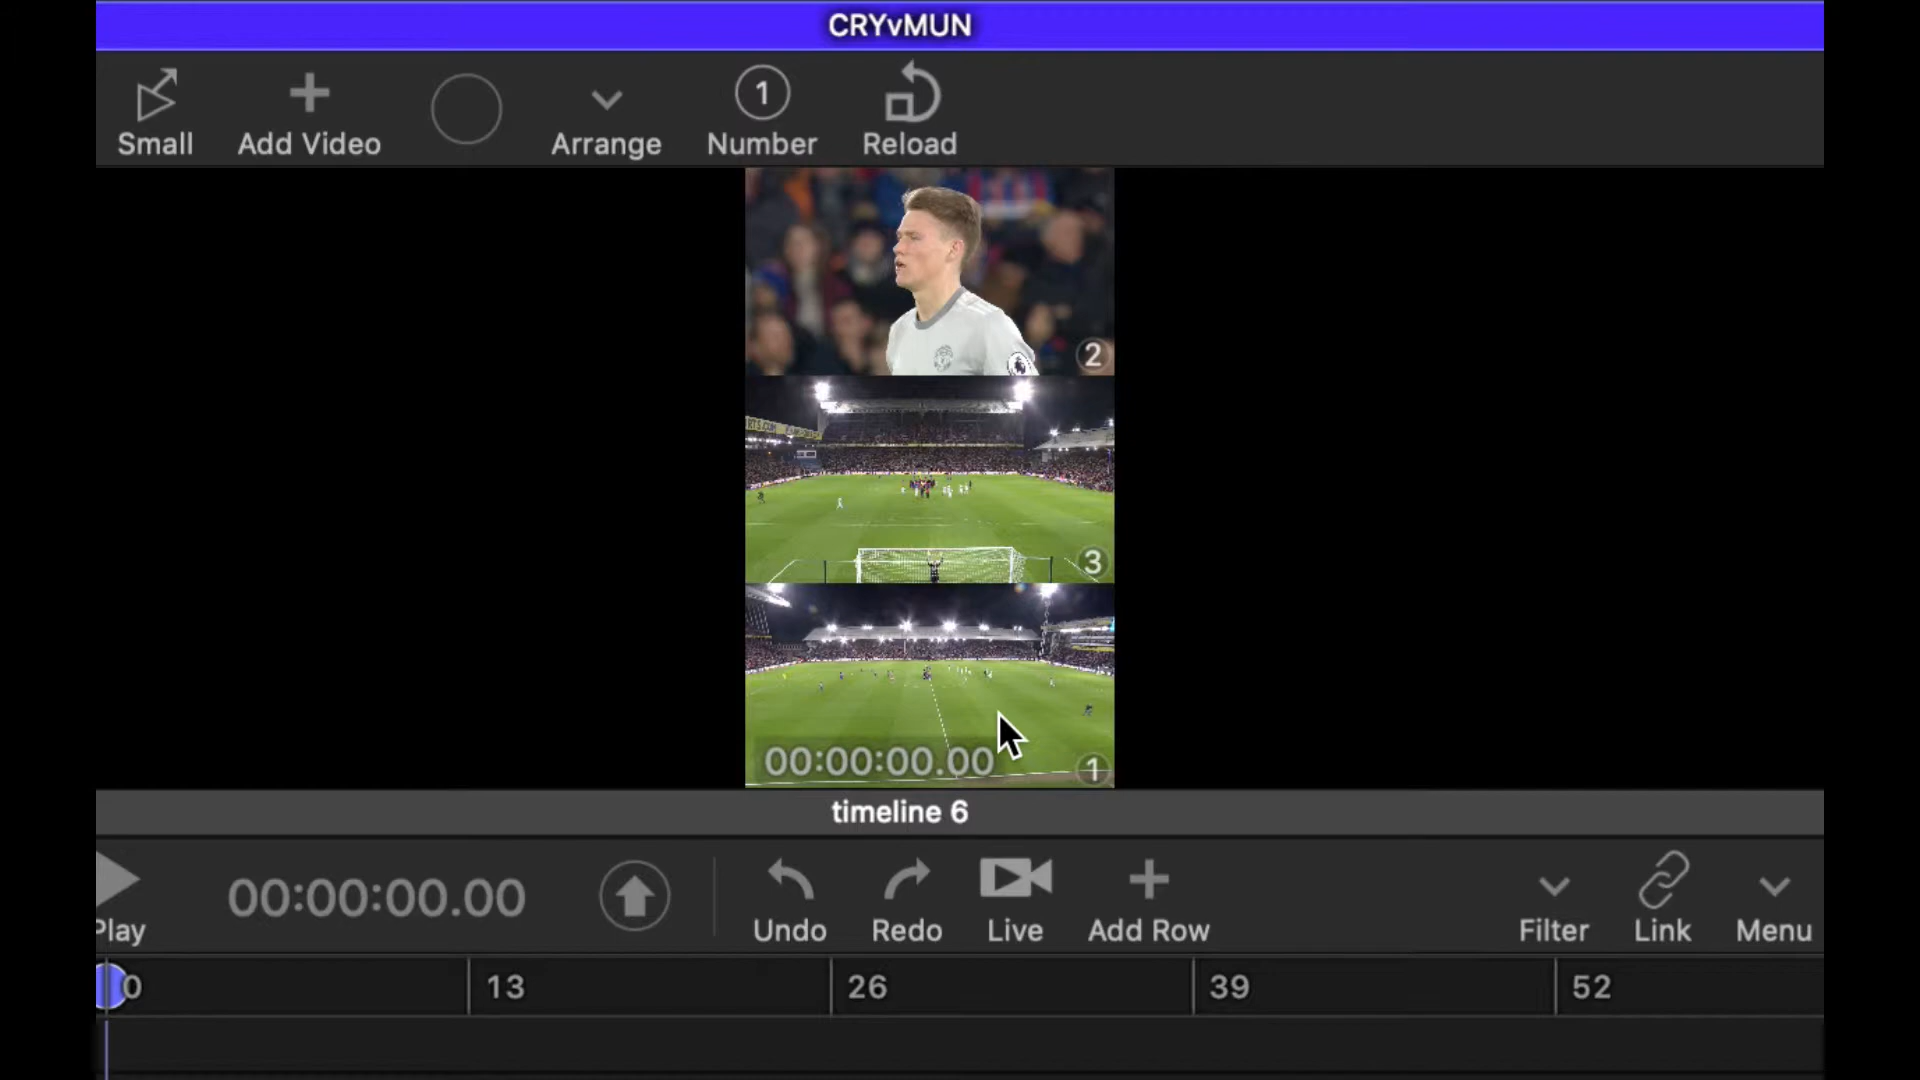 CRYvMUN
1
Small
Add Video
Arrange
Number
Reload
2
3
00:00:00.00
1
timeline 6
00:00:00.00
Play
Undo
Redo
Live
Add Row
Filter
Link
Menu
0
13
26
39
52